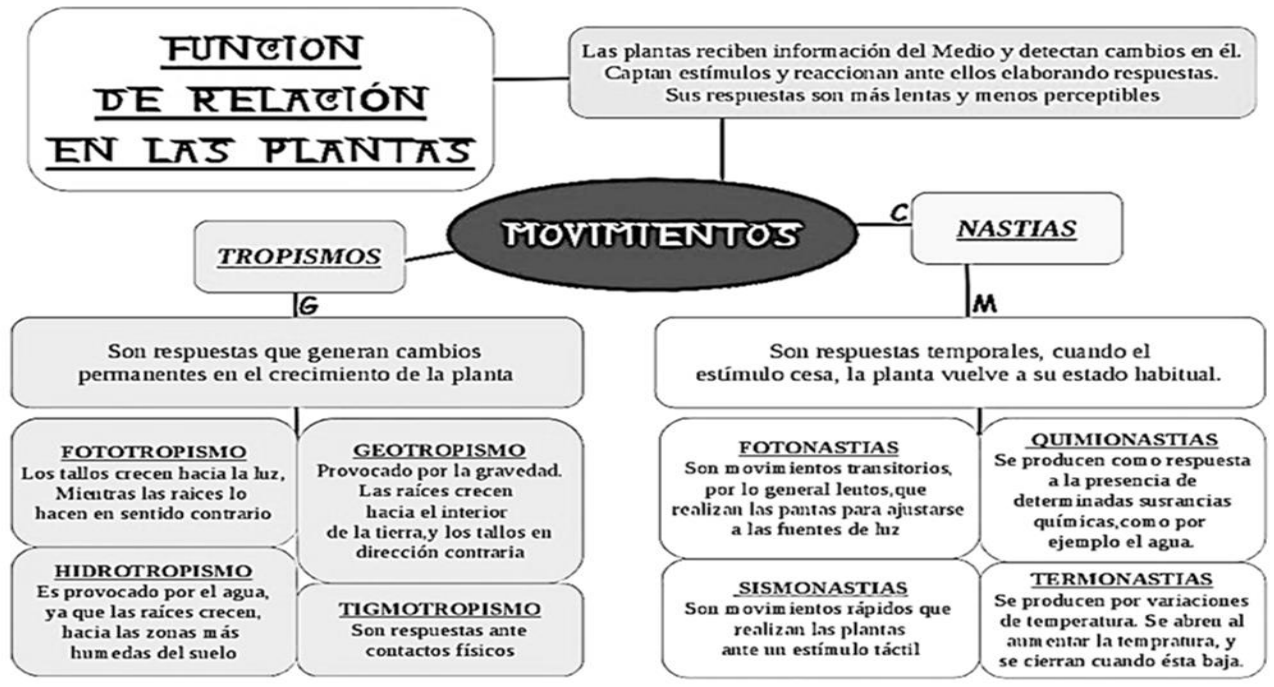 FUNCION
DE RELACIÓN
EN LAS PLANTAS
Las plantas reciben información del Medio y detectan cambios en él.
Captan estímulos y reaccionan ante ellos elaborando respuestas.
Sus respuestas son más lentas y menos perceptibles
MOVIMIENTOS
TROPISMOS
G
Son respuestas que generan cambios
permanentes en el crecimiento de la planta
FOTOTROPISMO
Los tallos crecen hacia la luz,
Mientras las raices lo
hacen en sentido contrario
GEOTROPISMO
Provocado por la gravedad.
Las raíces crecen
hacia el interior
de la tierra,y los tallos en
dirección contraria
HIDROTROPISMO
Es provocado por el agua,
ya que las raíces crecen,
hacia las zonas más
humedas del suelo
TIGMOTROPISMO
Son respuestas ante
contactos físicos
C
NASTIAS
M
Son respuestas temporales, cuando el
estímulo cesa, la planta vuelve a su estado habitual.
FOTONASTIAS
Son movimientos transitorios,
por lo general lentos,que
realizan las pantas para ajustarse
a las fuentes de luz
QUIMIONASTIAS
Se producen como respuesta
a la presencia de
determinadas susrancias
químicas,como por
ejemplo el agua.
SISMONASTIAS
Son movimientos rápidos que
realizan las plantas
ante un estímulo táctil
TERMONASTIAS
Se producen por variaciones
de temperatura. Se abren al
aumentar la tempratura, y
se cierran cuando ésta baja.